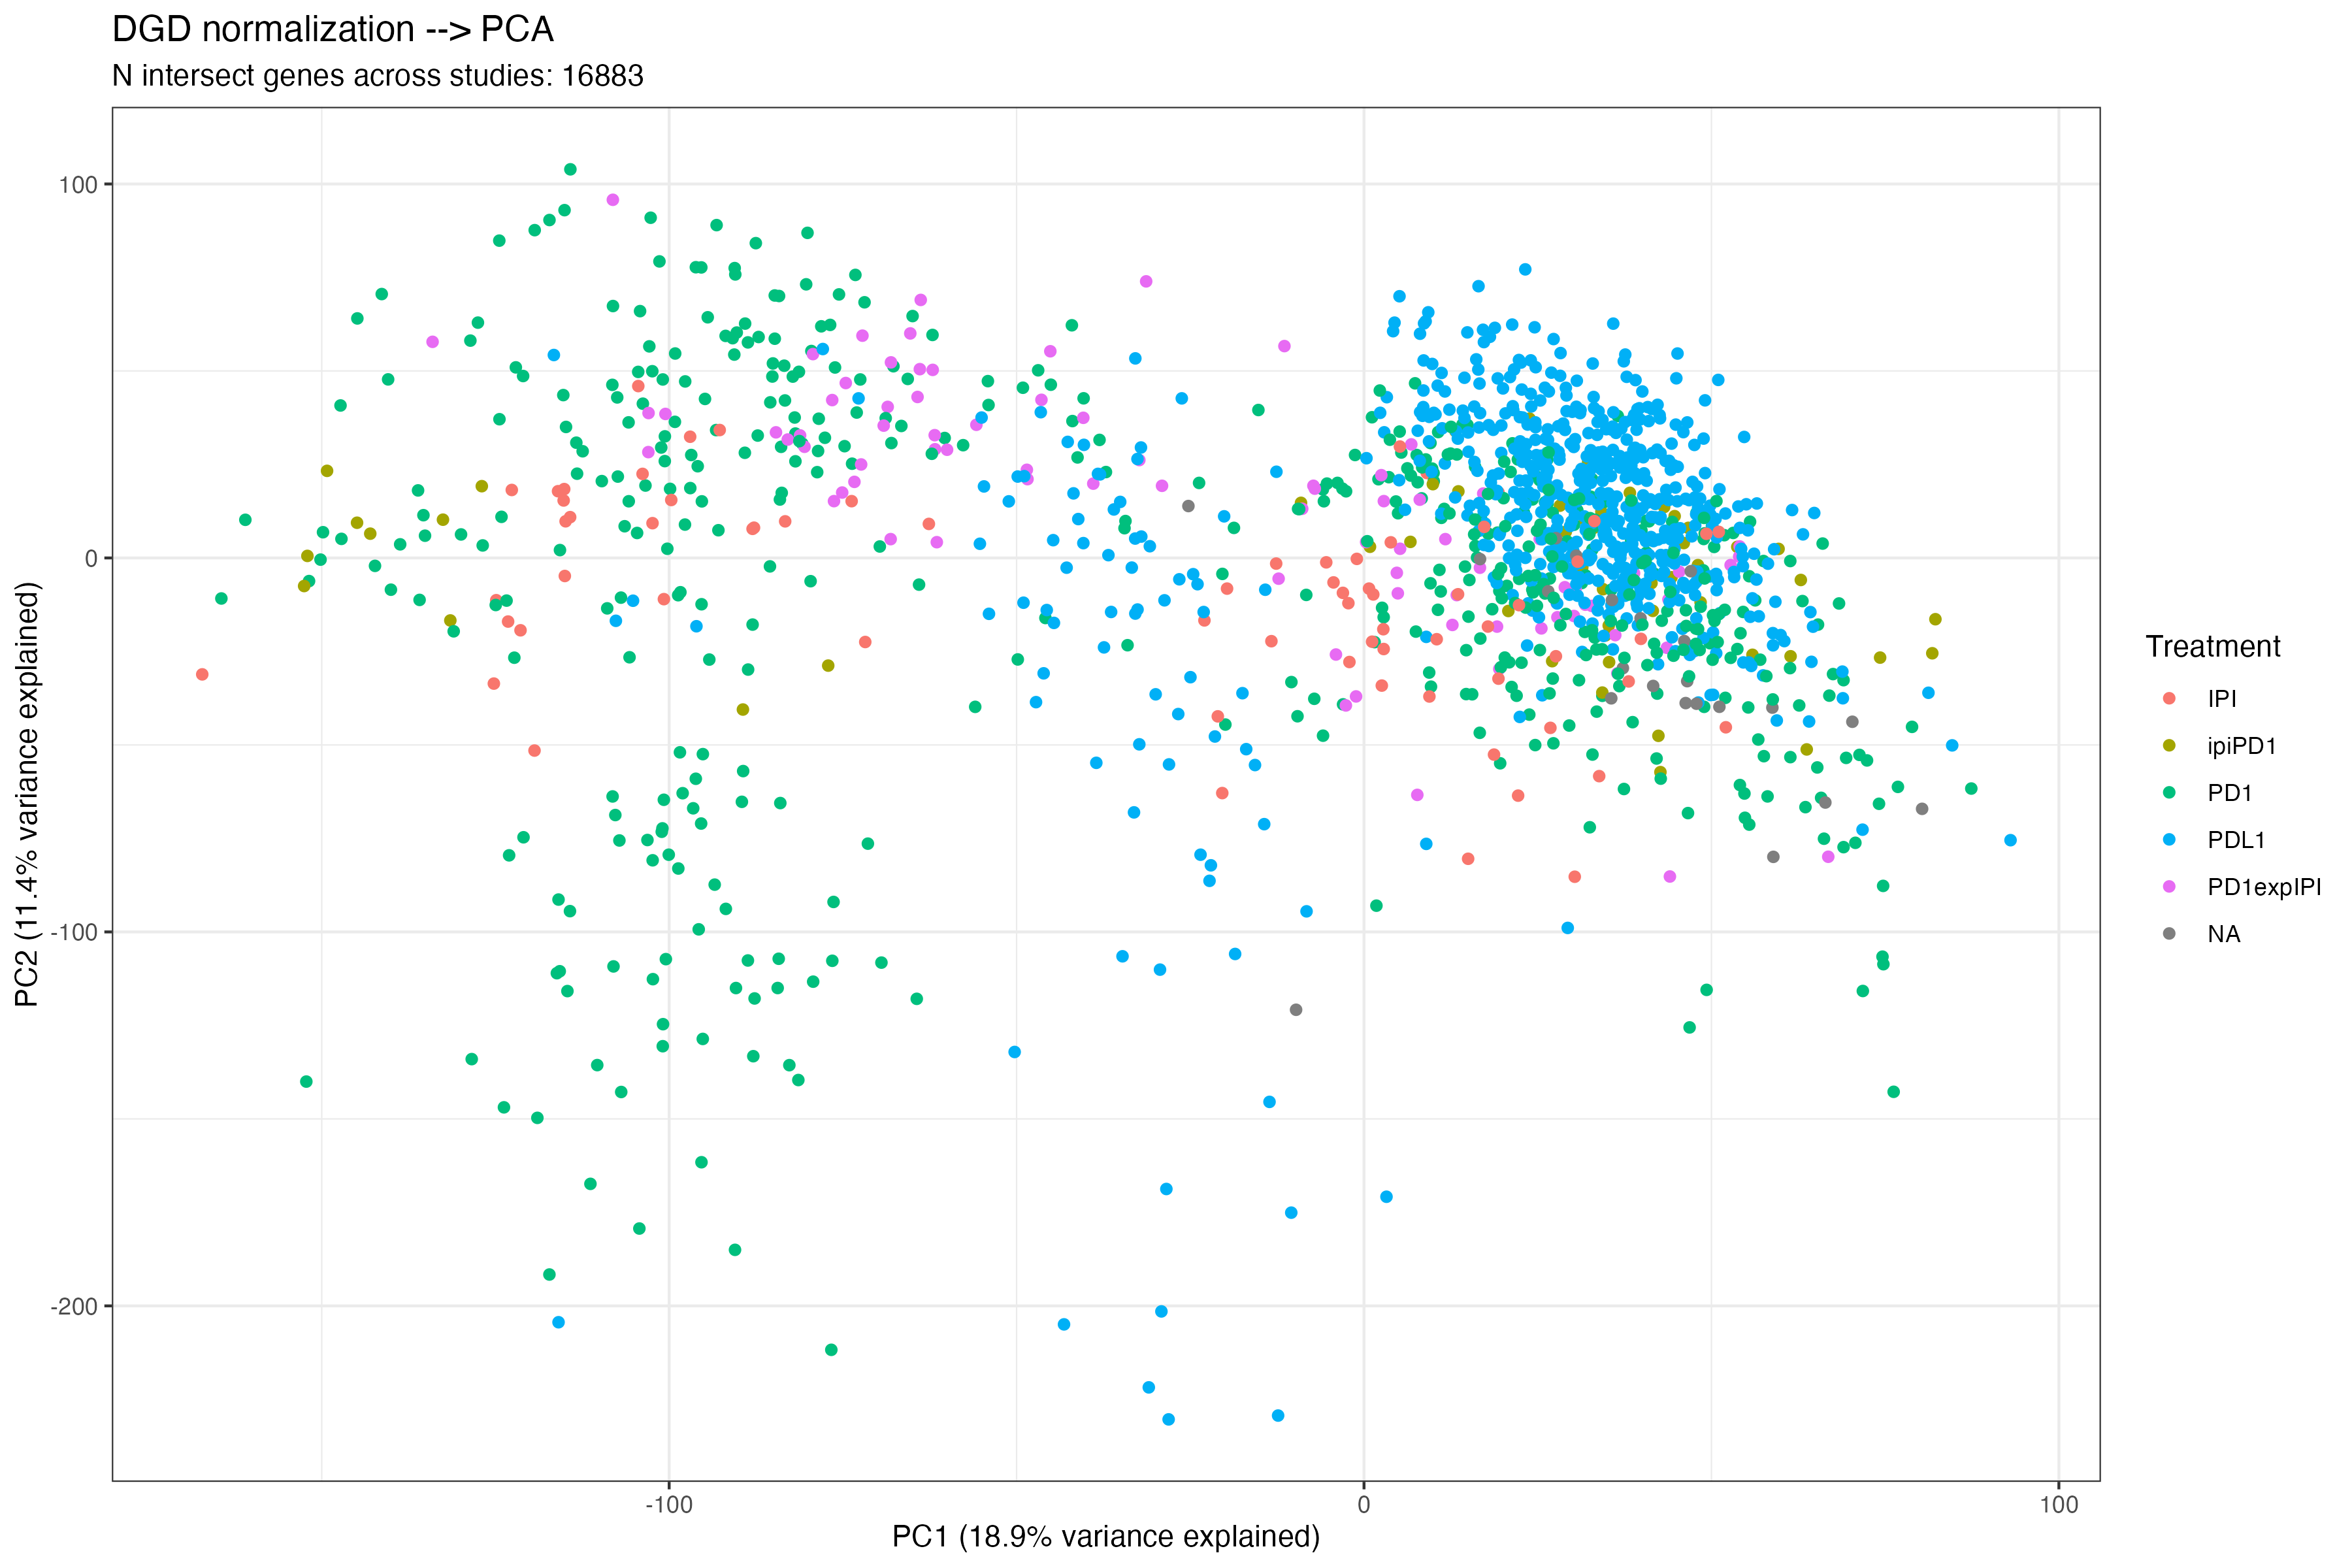 DGD normalization --> PCA
N intersect genes across studies: 16883
PC2 (11.4% variance explained)
100
0
-100
-200
-100
0
100
PC1 (18.9% variance explained)
Treatment
IPI
ipiPD1
PD1
PDL1
PD1expIPI
NA